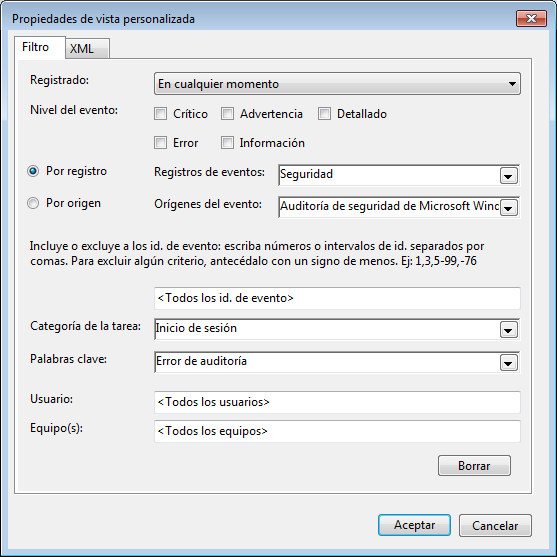 Propiedades de vista personalizada
Filtro XML
Registrado: En cualquier momento
Nivel del evento: Crítico Advertencia Detallado
Error Información
Por registro Registros de eventos: Seguridad
Por origen Orígenes del evento: Auditoría de seguridad de Microsoft Winc
Incluye o excluye a los id. de evento: escriba números o intervalos de id. separados por
comas. Para excluir algún criterio, antecédalo con un signo de menos. Ej: 1,3,5-99,-76
<Todos los id. de evento>
Categoría de la tarea: Inicio de sesión
Palabras clave: Error de auditoría
Usuario: <Todos los usuarios>
Equipo(s): <Todos los equipos>
Borrar
Aceptar Cancelar